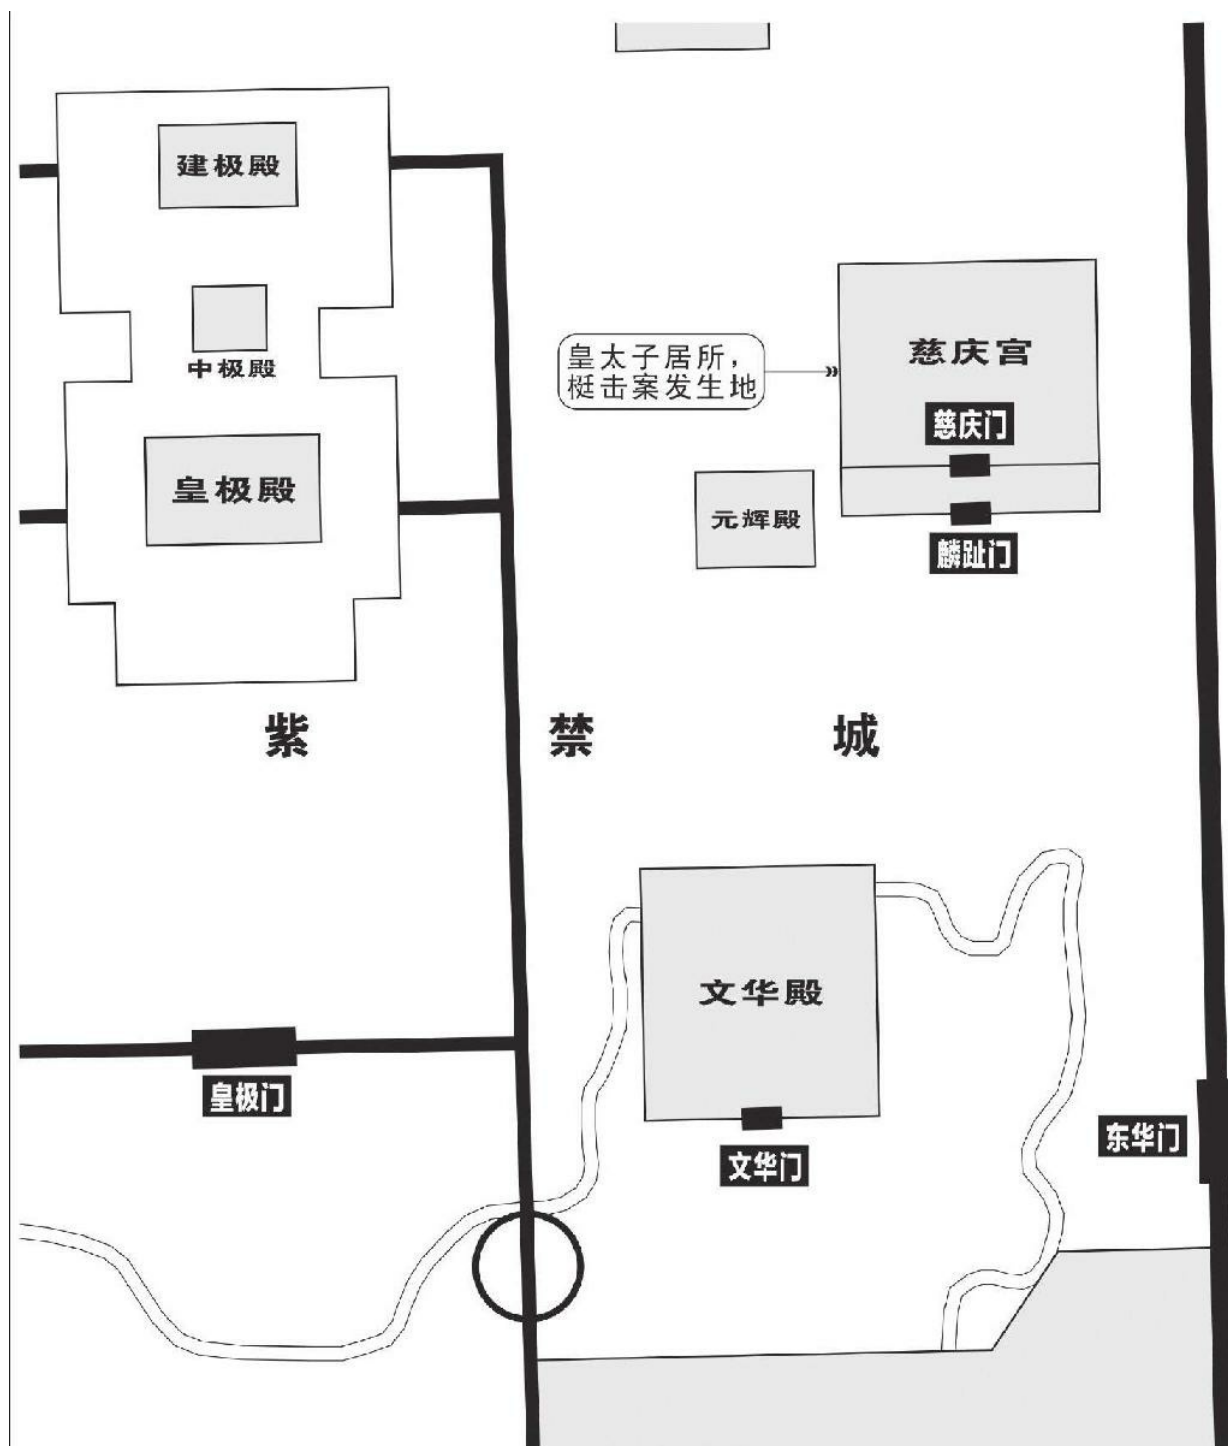 建极殿
中极殿
皇极殿
皇太子居所，
梃击案发生地
慈庆宫
慈庆门
元辉殿
麟趾门
紫禁城
文华殿
皇极门
文华门
东华门